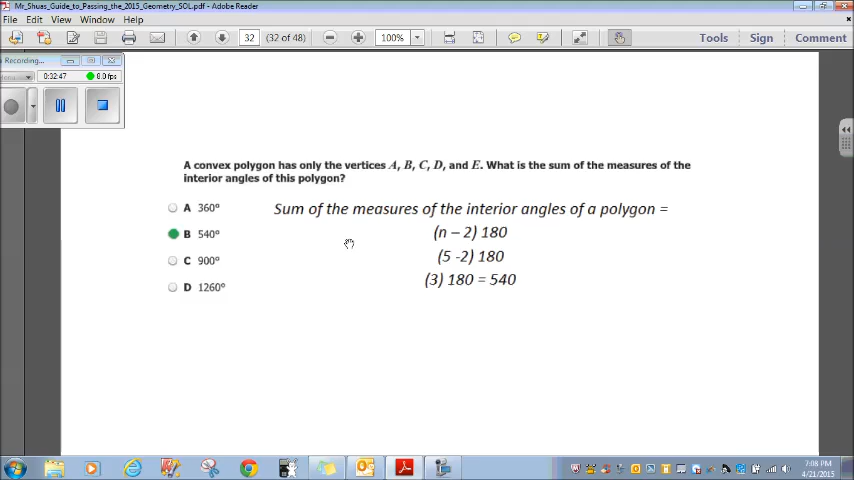 Mr_Shuas_Guide_to_Passing_the_2015_Geometry_SOL.pdf - Adobe Reader
File Edit View Window Help
32 (32 of 48) 100% Tools Sign Comment
Recording...
0:32:47 0.0 fps
A convex polygon has only the vertices A, B, C, D, and E. What is the sum of the measures of the
interior angles of this polygon?
A 360°
Sum of the measures of the interior angles of a polygon =
B 540°
(n – 2) 180
(5 -2) 180
C 900°
(3) 180 = 540
D 1260°
7:08 PM
4/21/2015